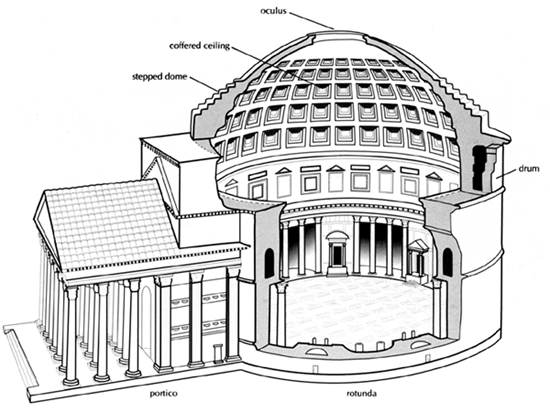 oculus
coffered ceiling
stepped dome
drum
portico
rotunda